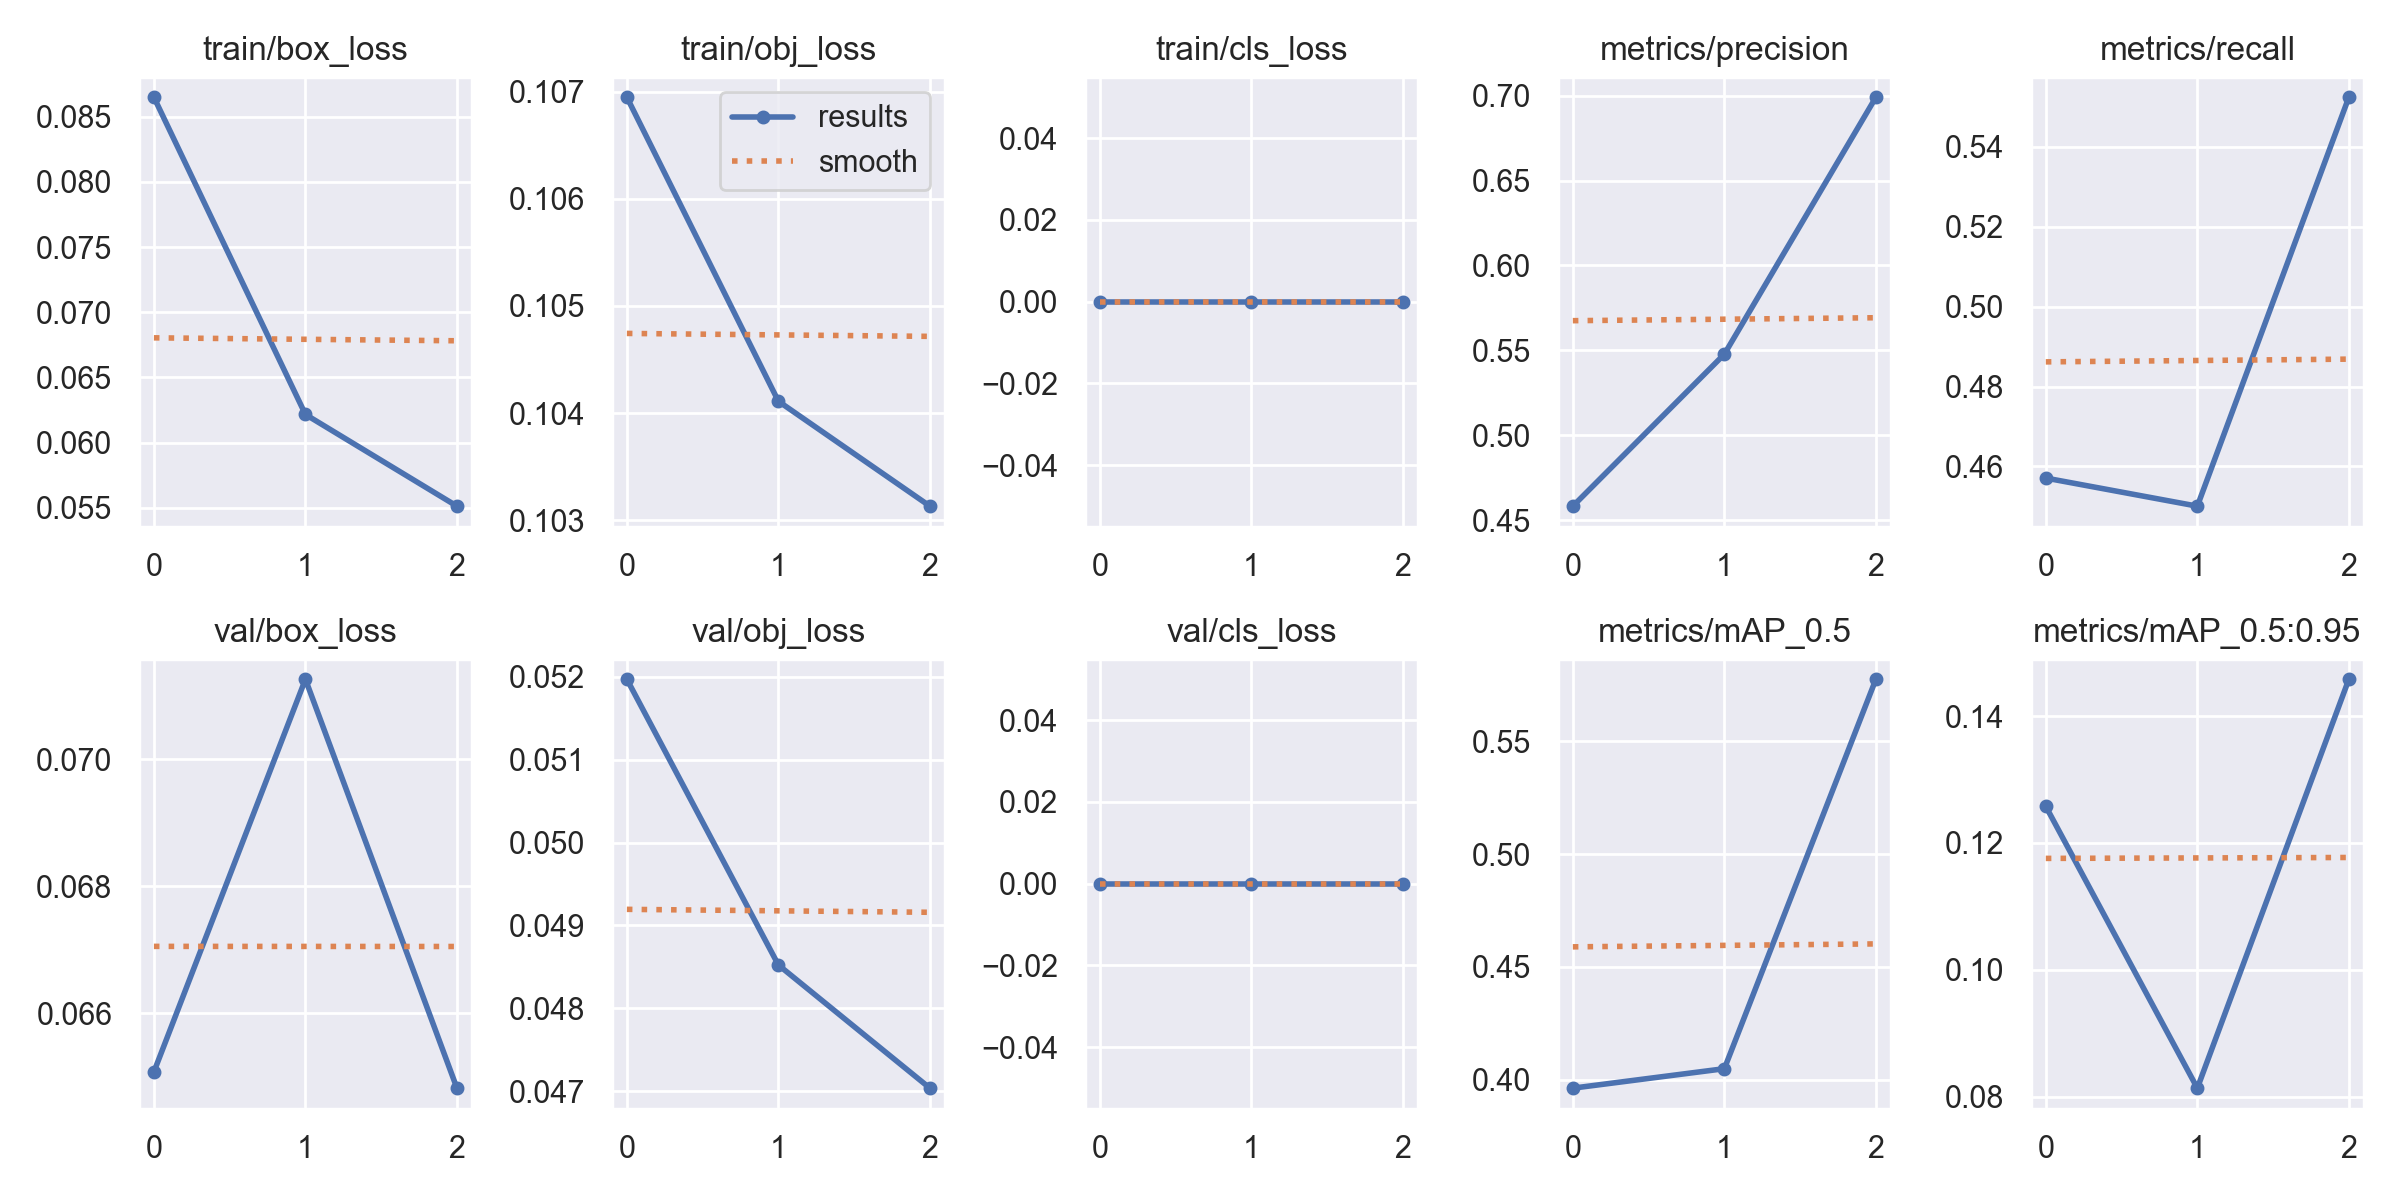 train/box_loss
0.085
0.080
0.075
0.070
0.065
0.060
0.055
0 1 2
train/obj_loss
results
smooth
0.107
0.106
0.105
0.104
0.103
0 1 2
train/cls_loss
0.04
0.02
0.00
−0.02
−0.04
0 1 2
metrics/precision
0.70
0.65
0.60
0.55
0.50
0.45
0 1 2
metrics/recall
0.54
0.52
0.50
0.48
0.46
0 1 2
val/box_loss
0.070
0.068
0.066
0 1 2
val/obj_loss
0.052
0.051
0.050
0.049
0.048
0.047
0 1 2
val/cls_loss
0.04
0.02
0.00
−0.02
−0.04
0 1 2
metrics/mAP_0.5
0.55
0.50
0.45
0.40
0 1 2
metrics/mAP_0.5:0.95
0.14
0.12
0.10
0.08
0 1 2